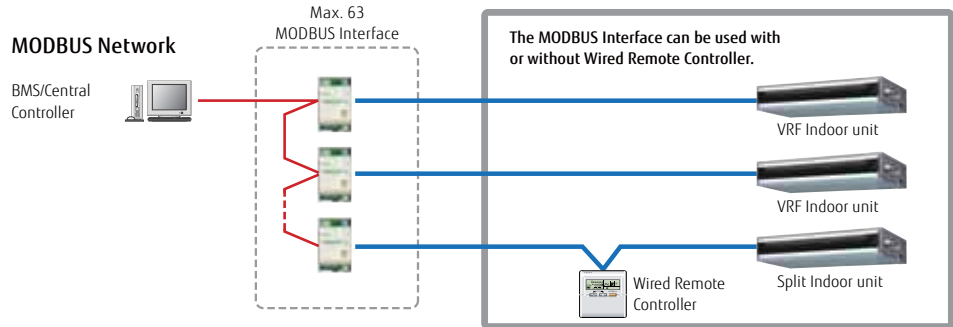 Max. 63
MODBUS Interface
MODBUS Network
The MODBUS Interface can be used with
or without Wired Remote Controller.
BMS/Central
Controller
VRF Indoor unit
VRF Indoor unit
Wired Remote
Controller
Split Indoor unit